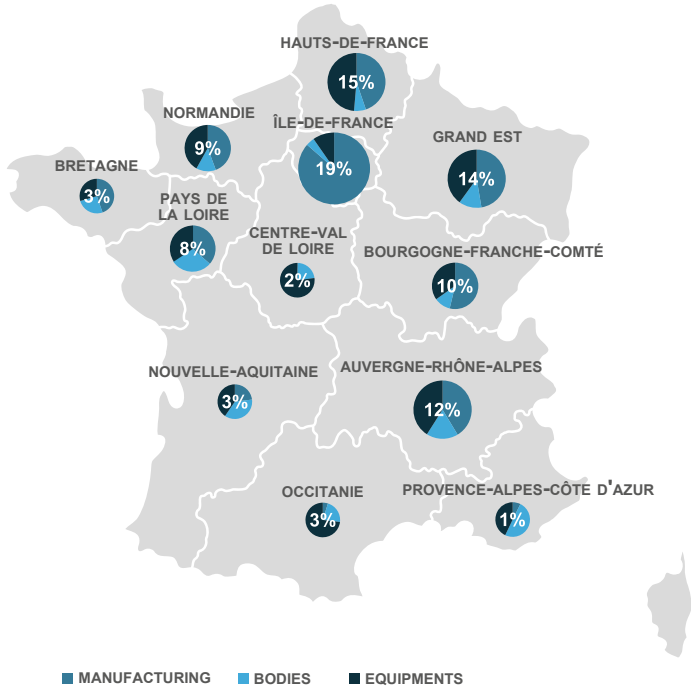 HAUTS-DE-FRANCE
15%
NORMANDIE
9%
ÎLE-DE-FRANCE
19%
GRAND EST
14%
BRETAGNE
3%
PAYS DE
LA LOIRE
8%
CENTRE-VAL
DE LOIRE
2%
BOURGOGNE-FRANCHE-COMTÉ
10%
NOUVELLE-AQUITAINE
3%
AUVERGNE-RHÔNE-ALPES
12%
OCCITANIE
3%
PROVENCE-ALPES-CÔTE D'AZUR
1%
MANUFACTURING BODIES EQUIPMENTS